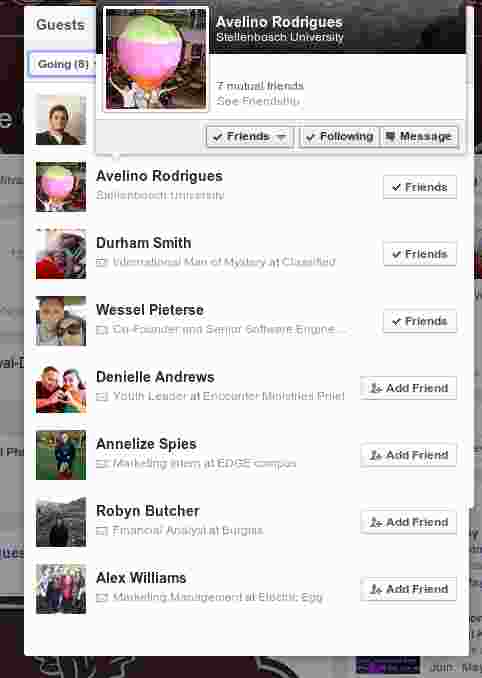 Guests
Avelino Rodrigues
Stellenbosch University
Going (8)
7 mutual friends
See Friendship
Friends
Following
Message
Avelino Rodrigues
Stellenbosch University
Friends
Durham Smith
International Man of Mystery at Classified
Friends
Wessel Pieterse
Co-Founder and Senior Software Engine...
Friends
Denielle Andrews
Youth Leader at Encounter Ministries
Add Friend
Annelize Spies
Marketing Intern at EDGE campus
Add Friend
Robyn Butcher
Financial Analyst at
Add Friend
Alex Williams
Marketing Management at Electric Egg
Add Friend
Join